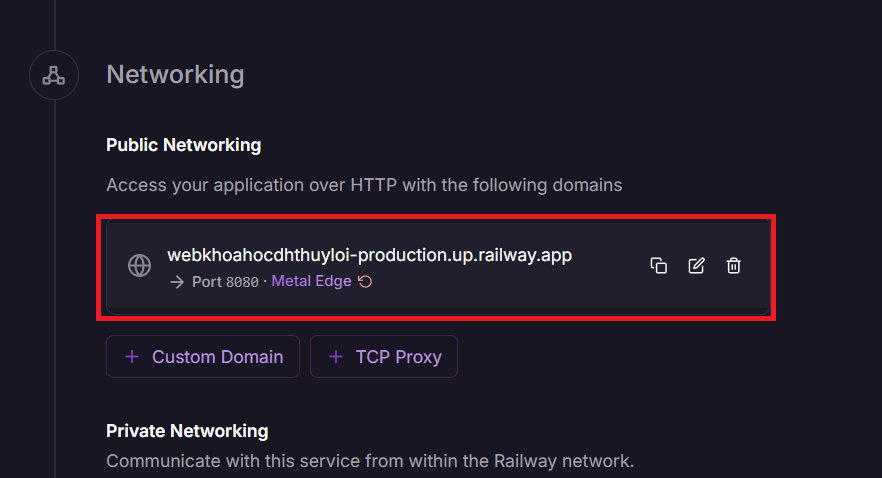 Networking
Public Networking
Access your application over HTTP with the following domains
webkhoahocdhthuyloi-production.up.railway.app
→ Port 8080 · Metal Edge
+ Custom Domain
+ TCP Proxy
Private Networking
Communicate with this service from within the Railway network.